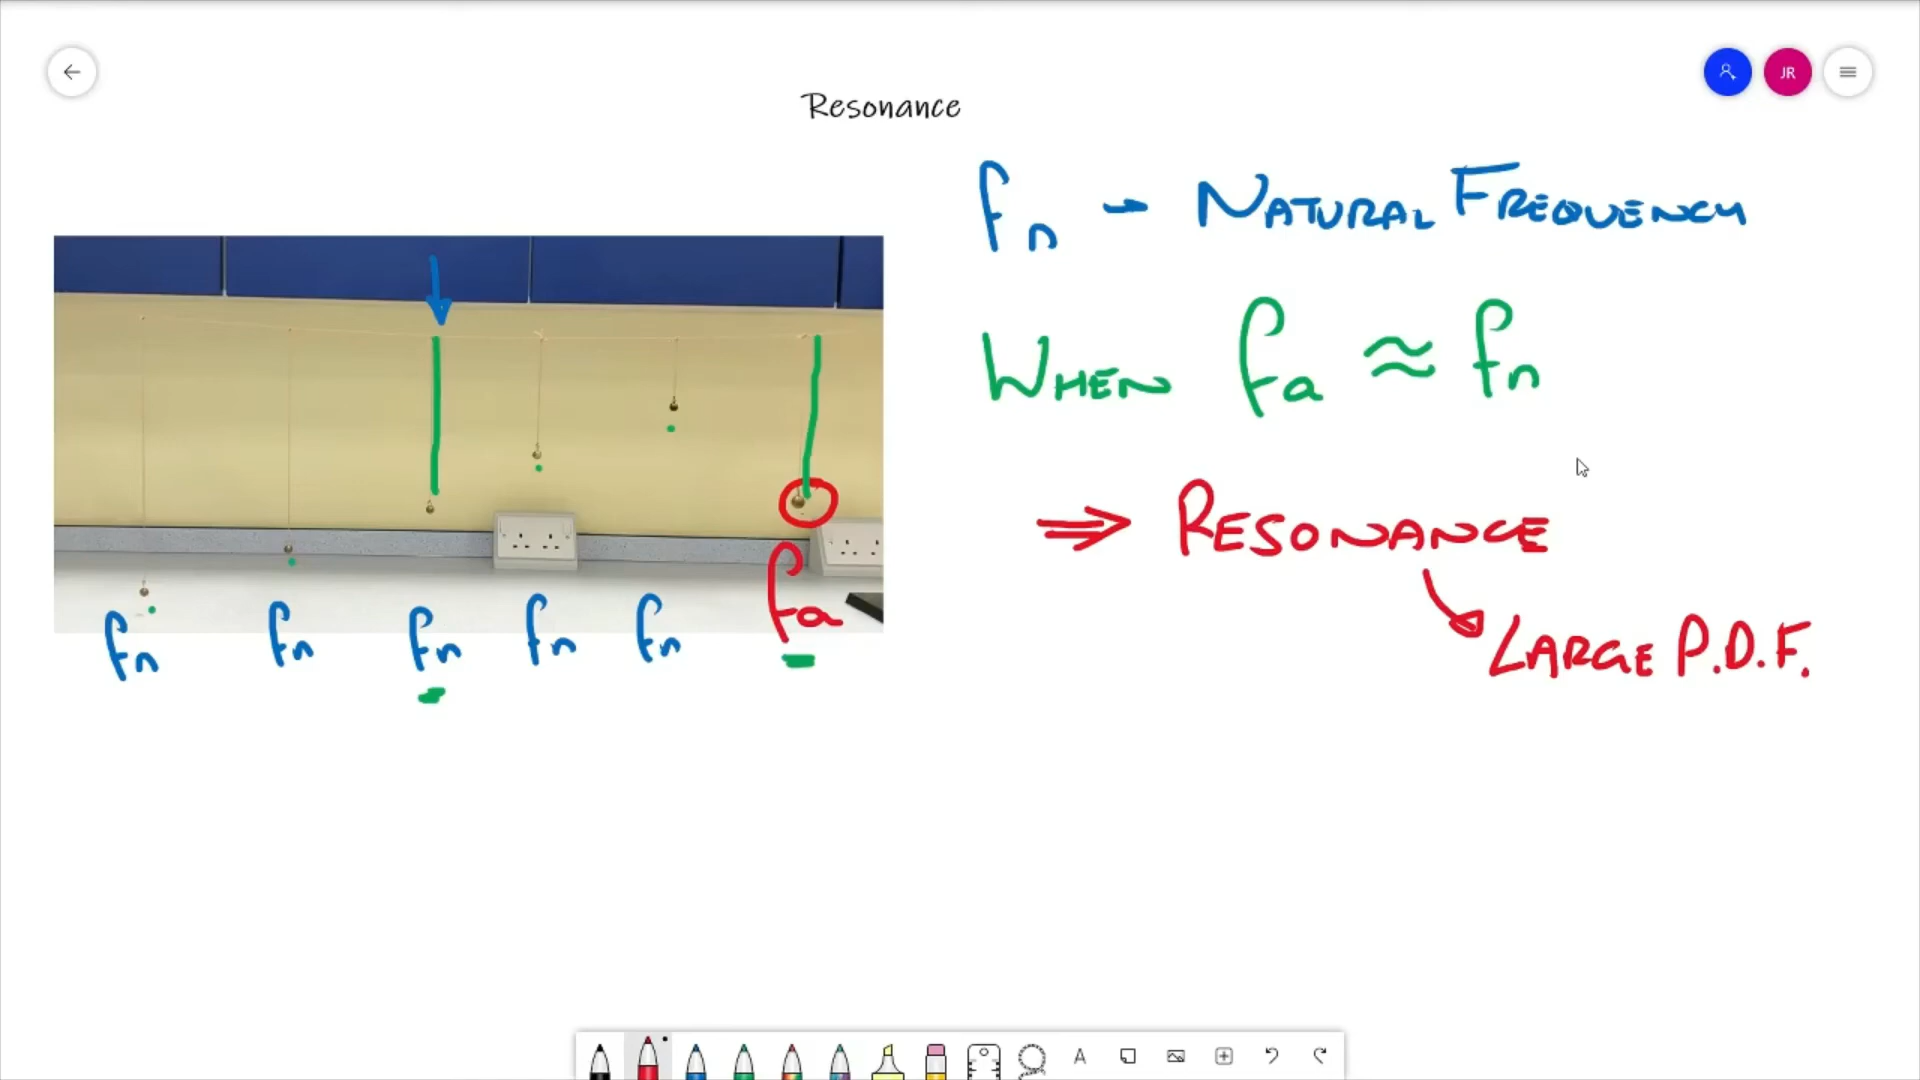 JR
Resonance
fn → NATURAL FREQUENCY
WHEN fa ≈ fn
⇒ RESONANCE
LARGE P.D.F.
fn fn fn fn fn fa
A